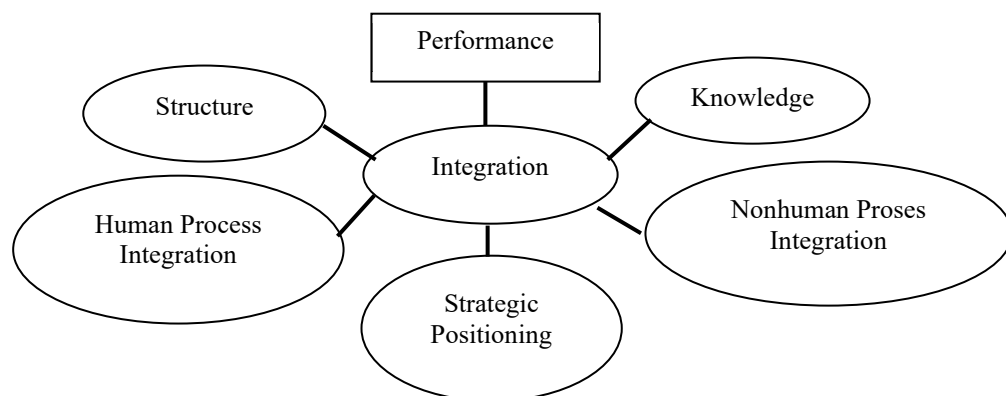 Performance
Structure
Knowledge
Integration
Human Process
Integration
Nonhuman Proses
Integration
Strategic
Positioning